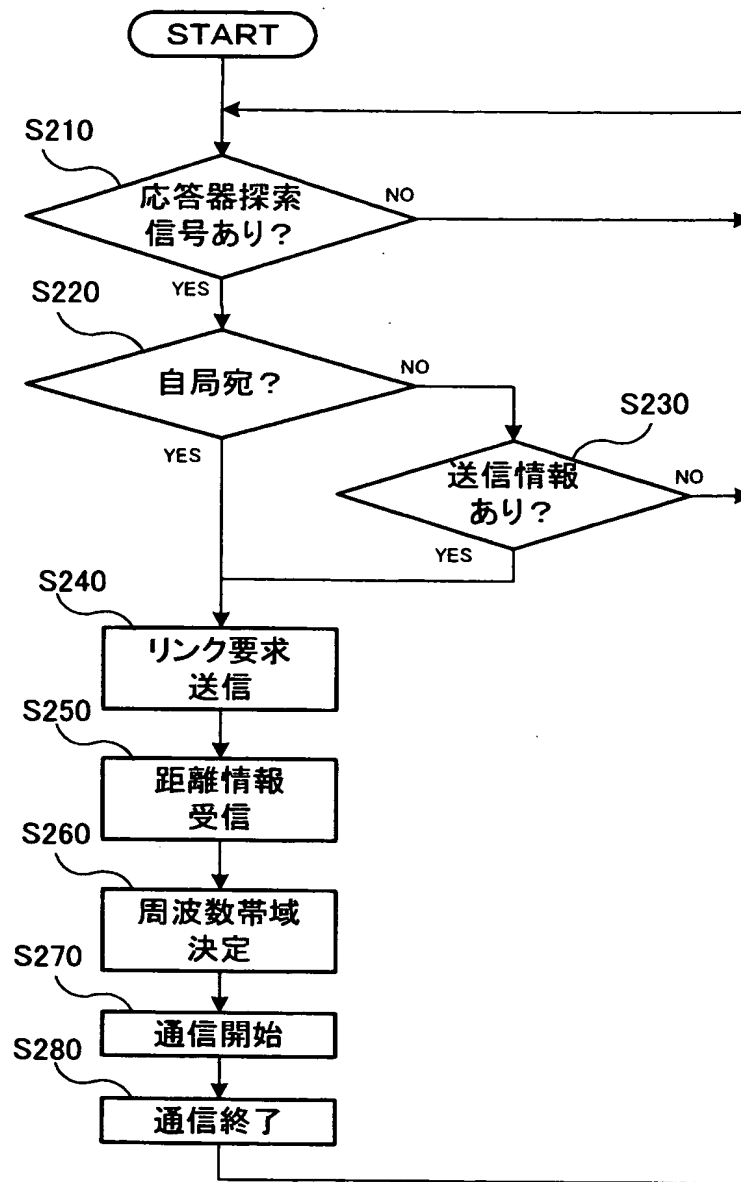 START
S210
応答器探索
信号あり？
NO
YES
S220
自局宛？
NO
YES
S230
送信情報
あり？
NO
YES
S240
リンク要求
送信
S250
距離情報
受信
S260
周波数帯域
決定
S270
通信開始
S280
通信終了